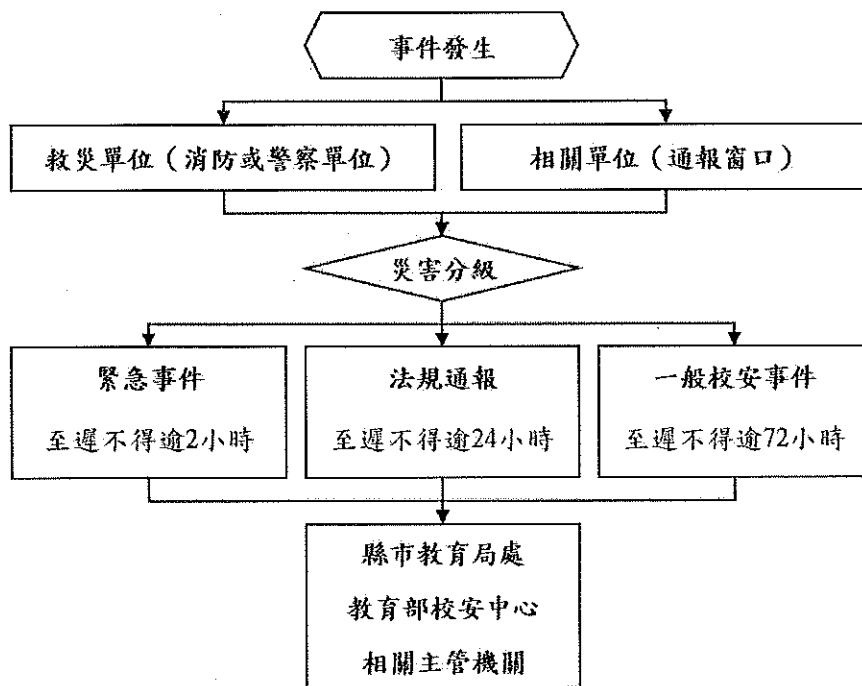 事件發生
救災單位（消防或警察單位）
相關單位（通報窗口）
災害分級
緊急事件
至遲不得逾2小時
法規通報
至遲不得逾24小時
一般校安事件
至遲不得逾72小時
縣市教育局處
教育部校安中心
相關主管機關